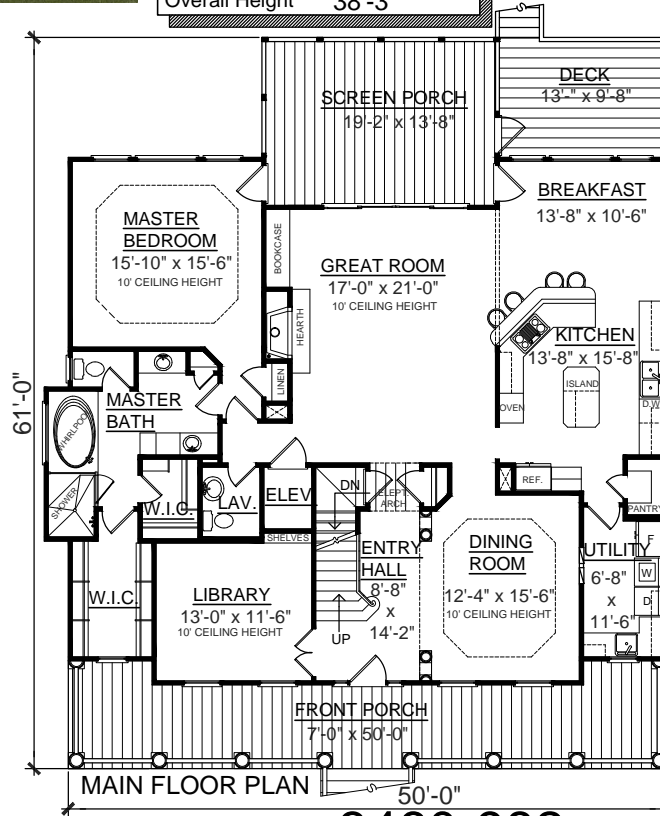 Overall Height 38'-3"
SCREEN PORCH
19'-2" x 13'-8"
DECK
13'-" x 9'-8"
MASTER
BEDROOM
15'-10" x 15'-6"
10' CEILING HEIGHT
BOOKCASE
GREAT ROOM
17'-0" x 21'-0"
10' CEILING HEIGHT
BREAKFAST
13'-8" x 10'-6"
HEARTH
KITCHEN
13'-8" x 15'-8"
ISLAND
OVEN
D.W.
LINEN
61'-0"
MASTER
BATH
WHIRLPOOL
SHOWER
W.I.C.
LAV.
ELEV
DN
ELEPT.
ARCH
REF.
PANTRY
SHELVES
ENTRY
HALL
8'-8"
x
14'-2"
DINING
ROOM
12'-4" x 15'-6"
10' CEILING HEIGHT
UTILITY
6'-8"
x
11'-6"
F
W
D
W.I.C.
LIBRARY
13'-0" x 11'-6"
10' CEILING HEIGHT
UP
FRONT PORCH
7'-0" x 50'-0"
MAIN FLOOR PLAN
50'-0"